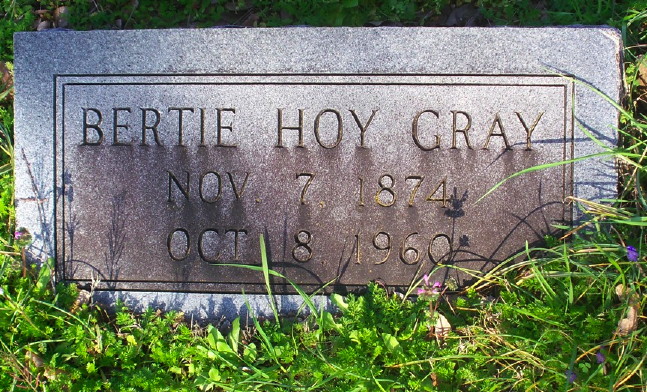 BERTIE HOY GRAY
NOV. 7, 1874
OCT. 8, 1960